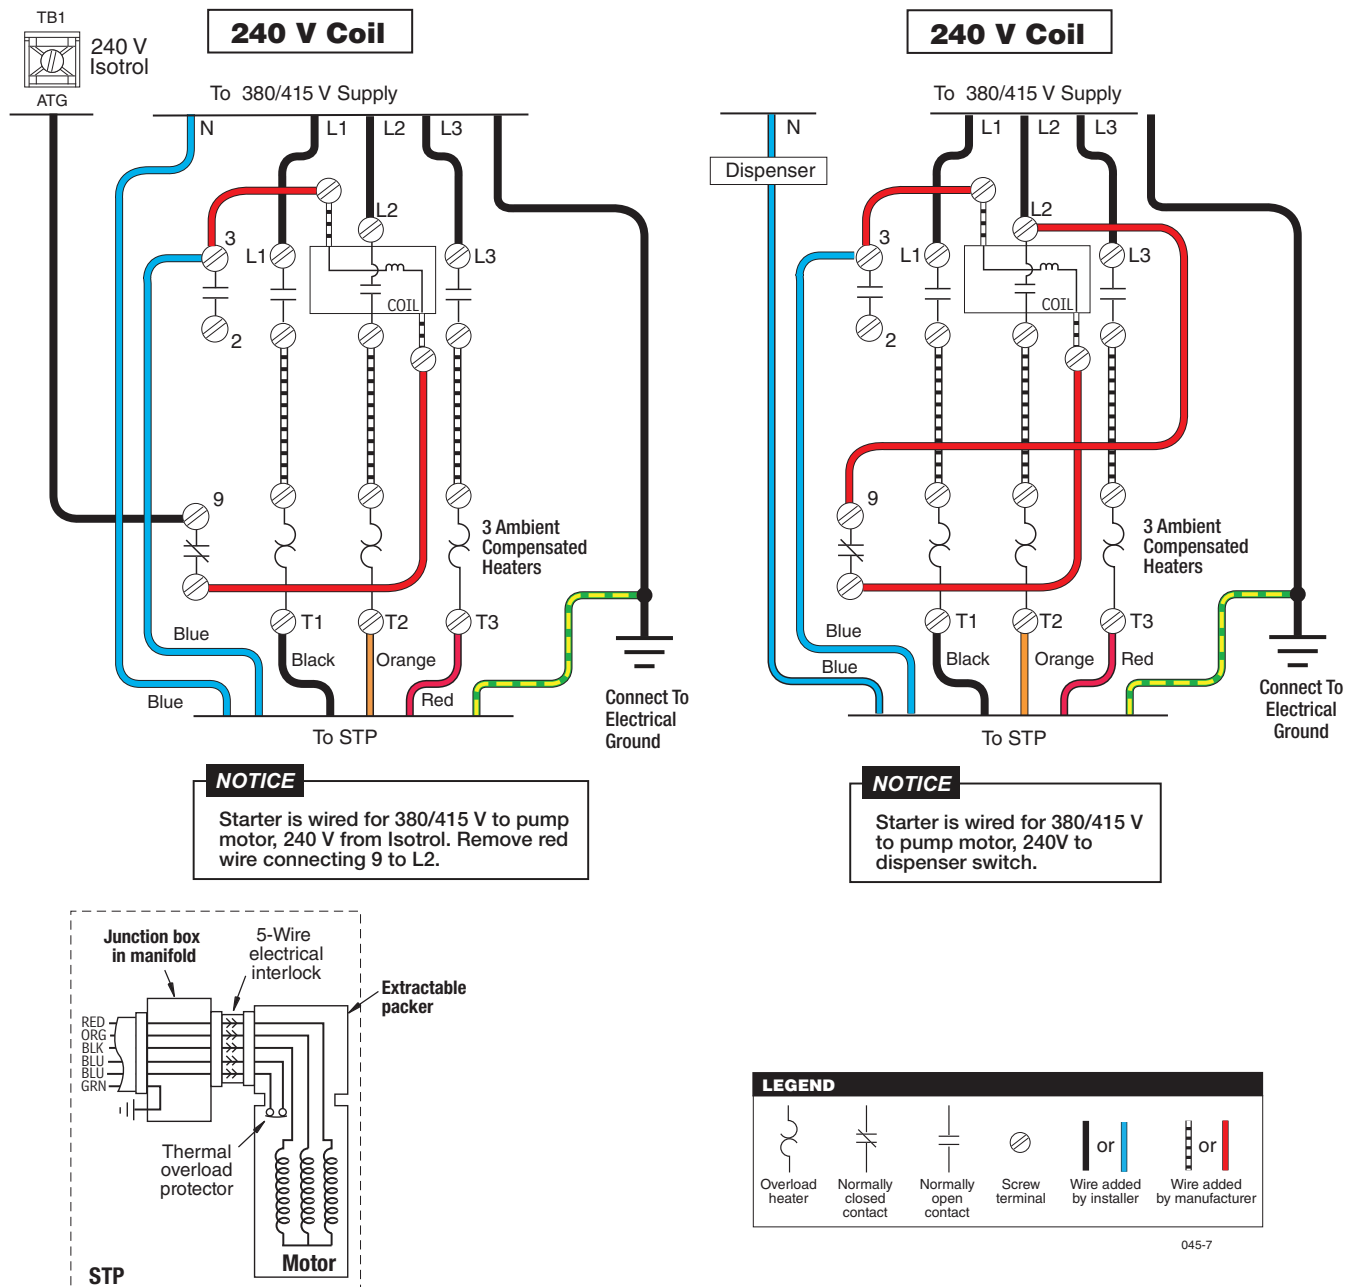 TB1
240 V
Isotrol
ATG
240 V Coil
To 380/415 V Supply
N
L1
L2
L3
L2
3
L1
L3
COIL
2
9
3 Ambient
Compensated
Heaters
T1
T2
T3
Blue
Black
Orange
Red
Blue
Connect To
Electrical
Ground
To STP
NOTICE
Starter is wired for 380/415 V to pump
motor, 240 V from Isotrol. Remove red
wire connecting 9 to L2.
240 V Coil
To 380/415 V Supply
N
L1
L2
L3
Dispenser
L2
3
L1
L3
COIL
2
9
3 Ambient
Compensated
Heaters
T1
T2
T3
Blue
Black
Orange
Red
Blue
Connect To
Electrical
Ground
To STP
NOTICE
Starter is wired for 380/415 V
to pump motor, 240V to
dispenser switch.
Junction box
in manifold
5-Wire
electrical
interlock
Extractable
packer
RED
ORG
BLK
BLU
BLU
GRN
Thermal
overload
protector
Motor
STP
LEGEND
or
or
Overload
heater
Normally
closed
contact
Normally
open
contact
Screw
terminal
Wire added
by installer
Wire added
by manufacturer
045-7